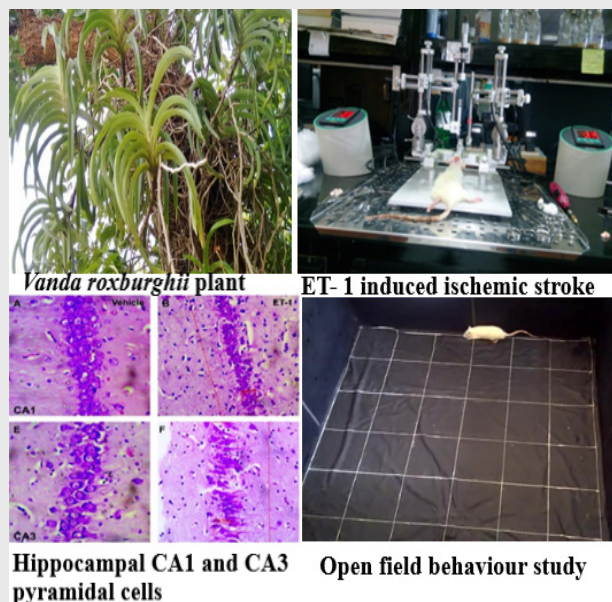 Vanda roxburghii plant
ET- 1 induced ischemic stroke
A
Vehicle
B
ET-1
CA1
E
F
CA3
Hippocampal CA1 and CA3
pyramidal cells
Open field behaviour study